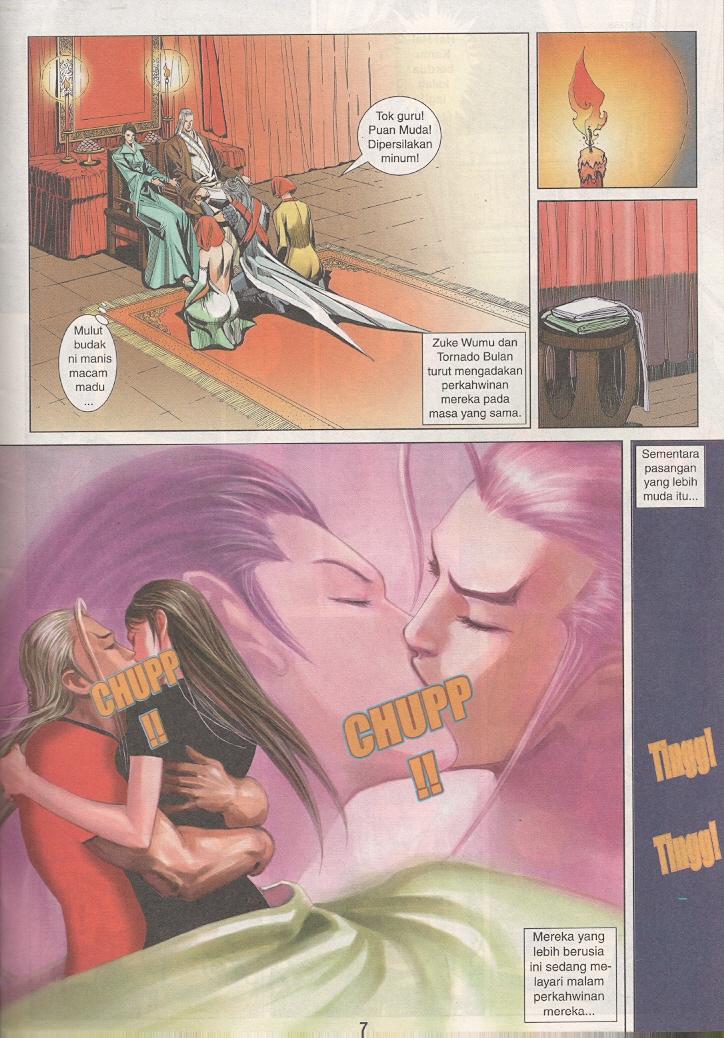 Tok guru!
Puan Muda!
Dipersilakan
minum!
Mulut
budak
ni manis
macam
madu
...
Zuke Wumu dan
Tornado Bulan
turut mengadakan
perkahwinan
mereka pada
masa yang sama.
Sementara
pasangan
yang lebih
muda itu...
CHUPP
!!
CHUPP
!!
Tinggi
Tinggi
Mereka yang
lebih berusia
ini sedang me-
layari malam
perkahwinan
mereka...
7